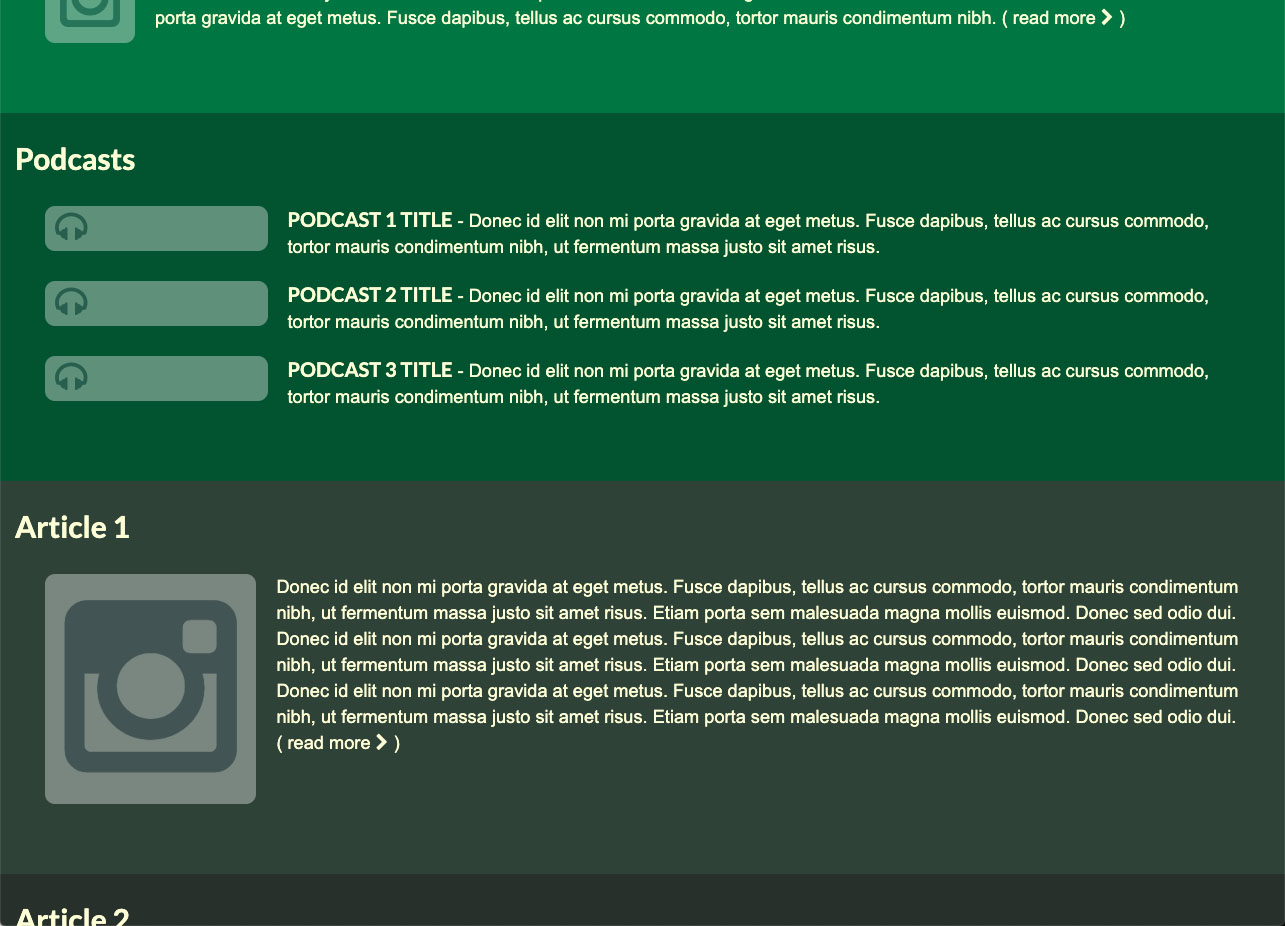 porta gravida at eget metus. Fusce dapibus, tellus ac cursus commodo, tortor mauris condimentum nibh. ( read more > )
Podcasts
PODCAST 1 TITLE - Donec id elit non mi porta gravida at eget metus. Fusce dapibus, tellus ac cursus commodo,
tortor mauris condimentum nibh, ut fermentum massa justo sit amet risus.
PODCAST 2 TITLE - Donec id elit non mi porta gravida at eget metus. Fusce dapibus, tellus ac cursus commodo,
tortor mauris condimentum nibh, ut fermentum massa justo sit amet risus.
PODCAST 3 TITLE - Donec id elit non mi porta gravida at eget metus. Fusce dapibus, tellus ac cursus commodo,
tortor mauris condimentum nibh, ut fermentum massa justo sit amet risus.
Article 1
Donec id elit non mi porta gravida at eget metus. Fusce dapibus, tellus ac cursus commodo, tortor mauris condimentum
nibh, ut fermentum massa justo sit amet risus. Etiam porta sem malesuada magna mollis euismod. Donec sed odio dui.
Donec id elit non mi porta gravida at eget metus. Fusce dapibus, tellus ac cursus commodo, tortor mauris condimentum
nibh, ut fermentum massa justo sit amet risus. Etiam porta sem malesuada magna mollis euismod. Donec sed odio dui.
Donec id elit non mi porta gravida at eget metus. Fusce dapibus, tellus ac cursus commodo, tortor mauris condimentum
nibh, ut fermentum massa justo sit amet risus. Etiam porta sem malesuada magna mollis euismod. Donec sed odio dui.
( read more > )
Article 2